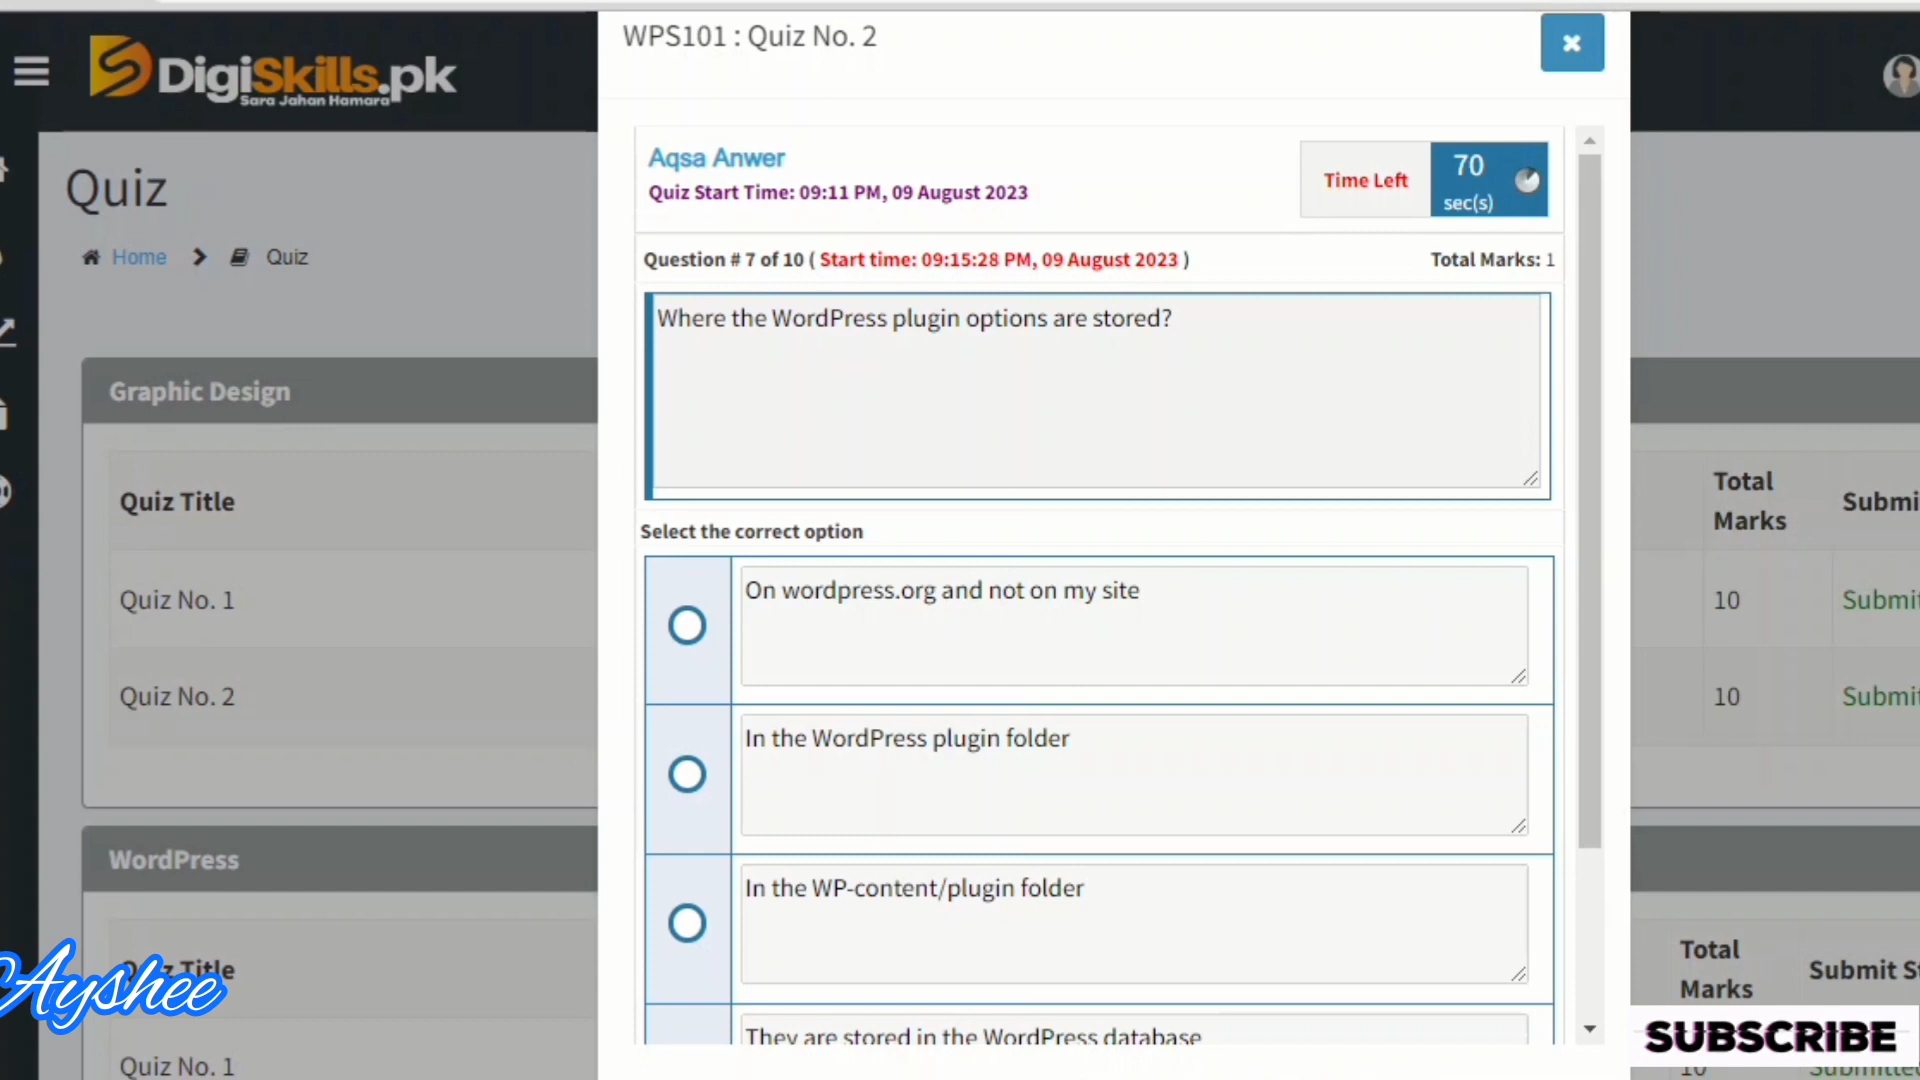 WPS101 : Quiz No. 2
DigiSkills.pk
Sara Jahan Hamara
Aqsa Anwer
Quiz Start Time: 09:11 PM, 09 August 2023
Time Left
70
sec(s)
Quiz
Home
Quiz
Question # 7 of 10 ( Start time: 09:15:28 PM, 09 August 2023 )
Total Marks: 1
Where the WordPress plugin options are stored?
Select the correct option
On wordpress.org and not on my site
In the WordPress plugin folder
In the WP-content/plugin folder
They are stored in the WordPress database
Graphic Design
Quiz Title
Total
Marks
Quiz No. 1
10
Quiz No. 2
10
WordPress
Quiz Title
Total
Marks
Submit
Quiz No. 1
10
Ayshee
SUBSCRIBE